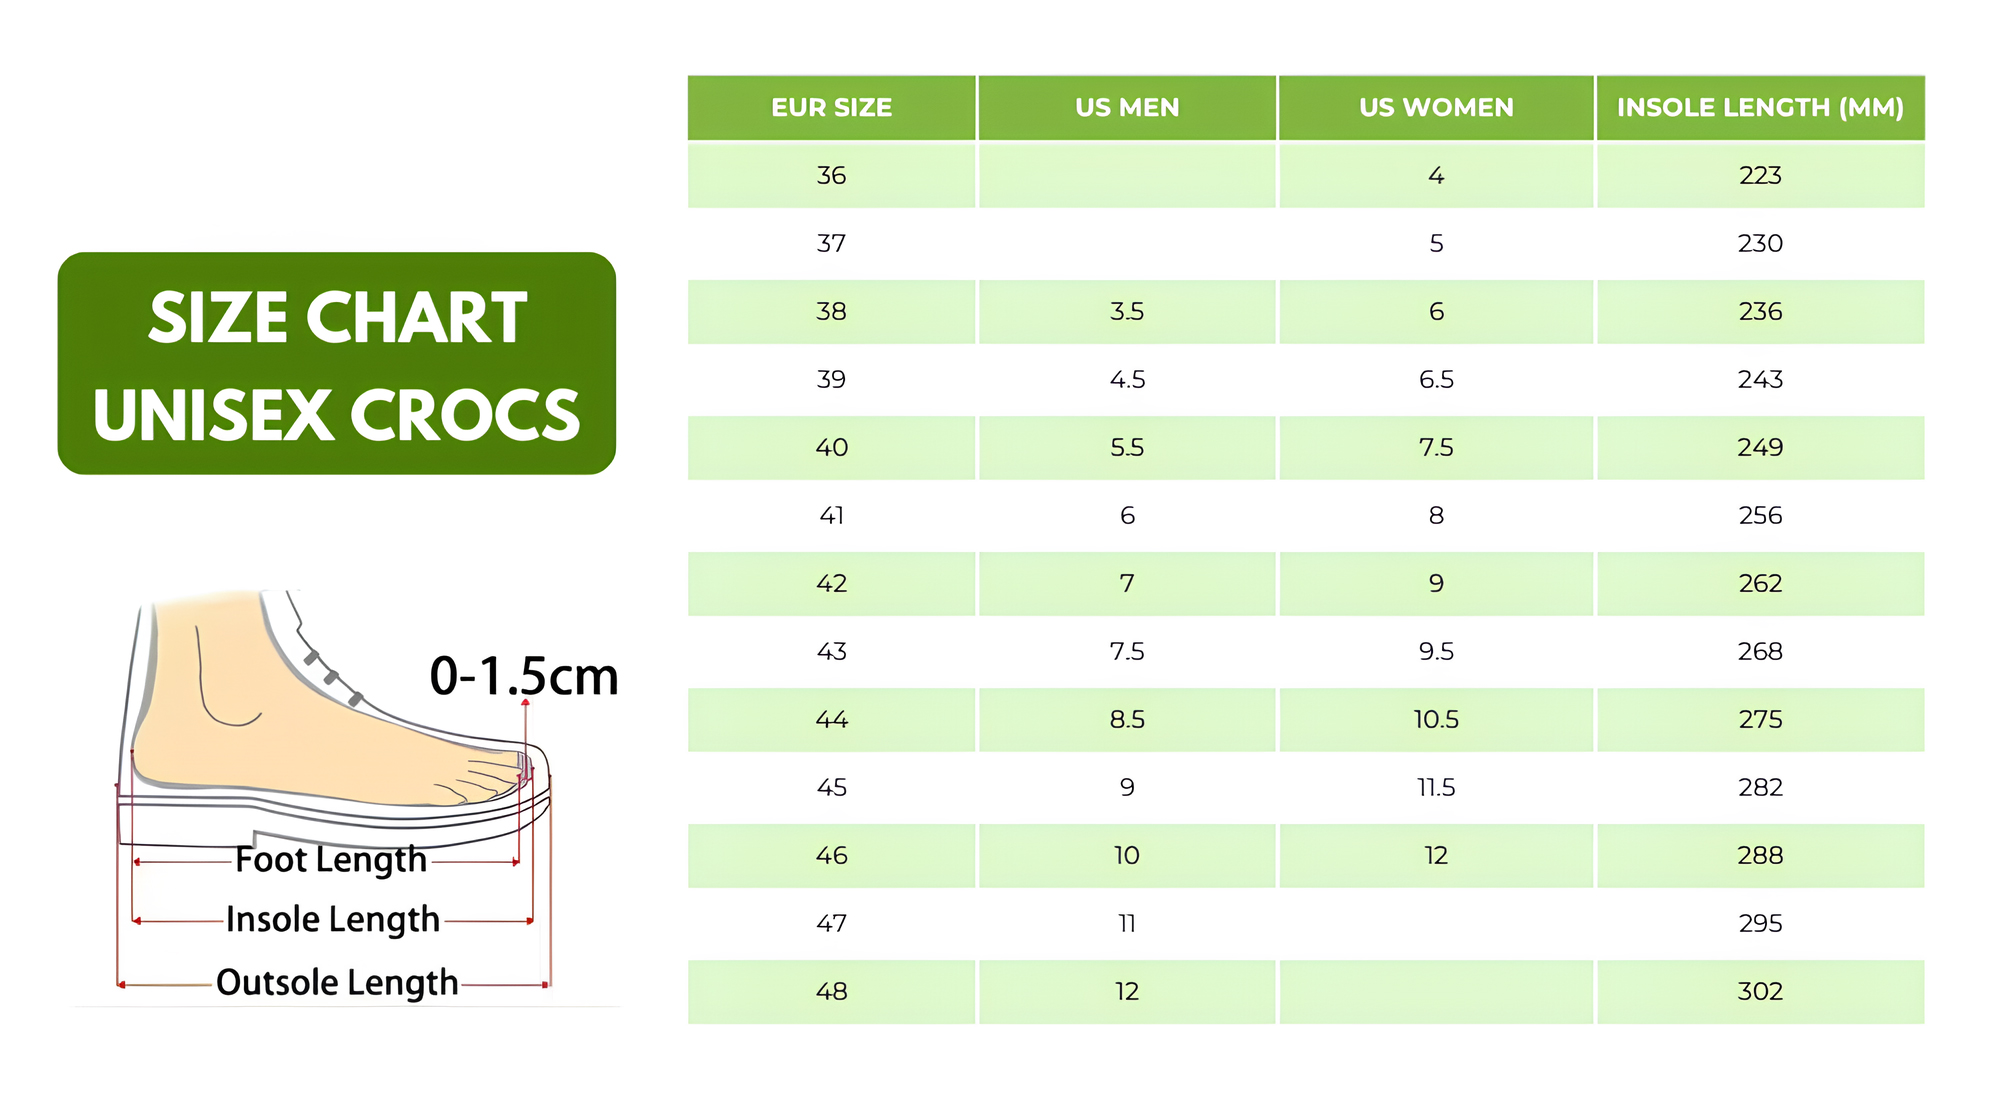 SIZE CHART
UNISEX CROCS
0-1.5cm
Foot Length
Insole Length
Outsole Length
EUR SIZE US MEN US WOMEN INSOLE LENGTH (MM)
36 4 223
37 5 230
38 3.5 6 236
39 4.5 6.5 243
40 5.5 7.5 249
41 6 8 256
42 7 9 262
43 7.5 9.5 268
44 8.5 10.5 275
45 9 11.5 282
46 10 12 288
47 11 295
48 12 302